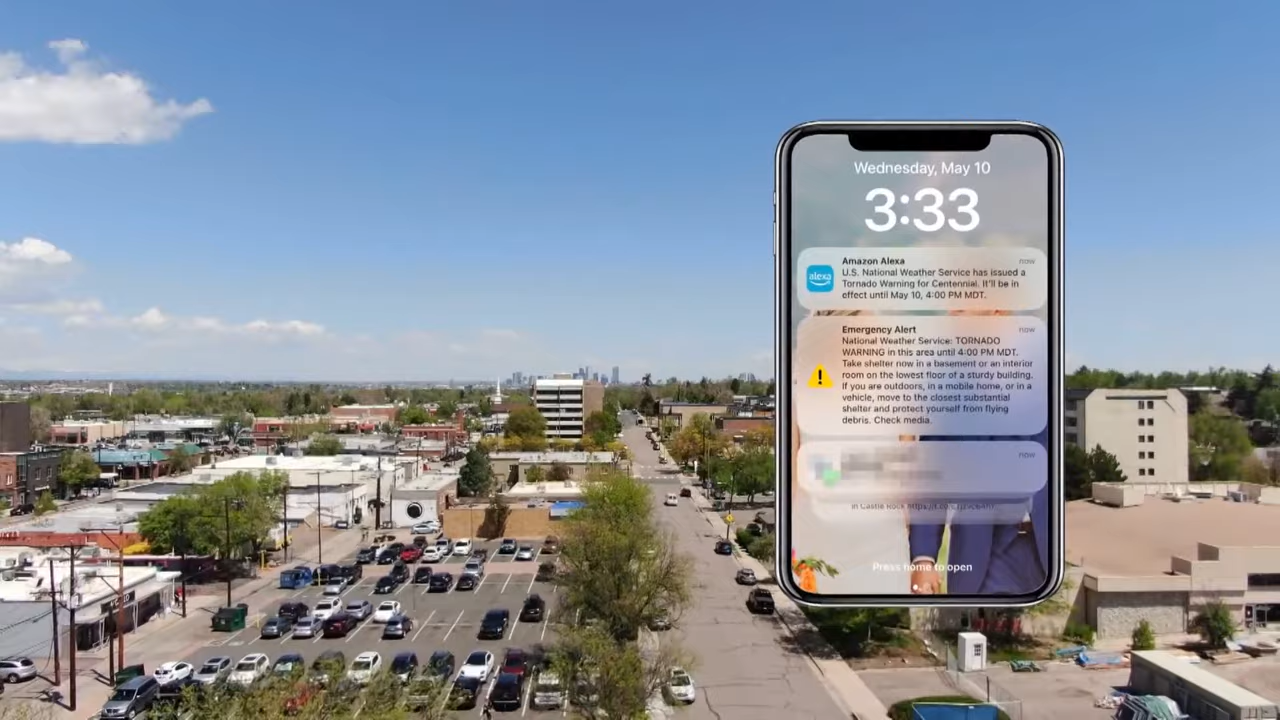 Wednesday, May 10
3:33
Amazon Alexa
now
alexa
U.S. National Weather Service has issued a
Tornado Warning for Centennial. It'll be in
effect until May 10, 4:00 PM MDT.
Emergency Alert
now
National Weather Service: TORNADO
WARNING in this area until 4:00 PM MDT.
Take shelter now in a basement or an interior
room on the lowest floor of a sturdy building.
If you are outdoors, in a mobile home, or in a
vehicle, move to the closest substantial
shelter and protect yourself from flying
debris. Check media.
now
in Castle Rock
Press home to open